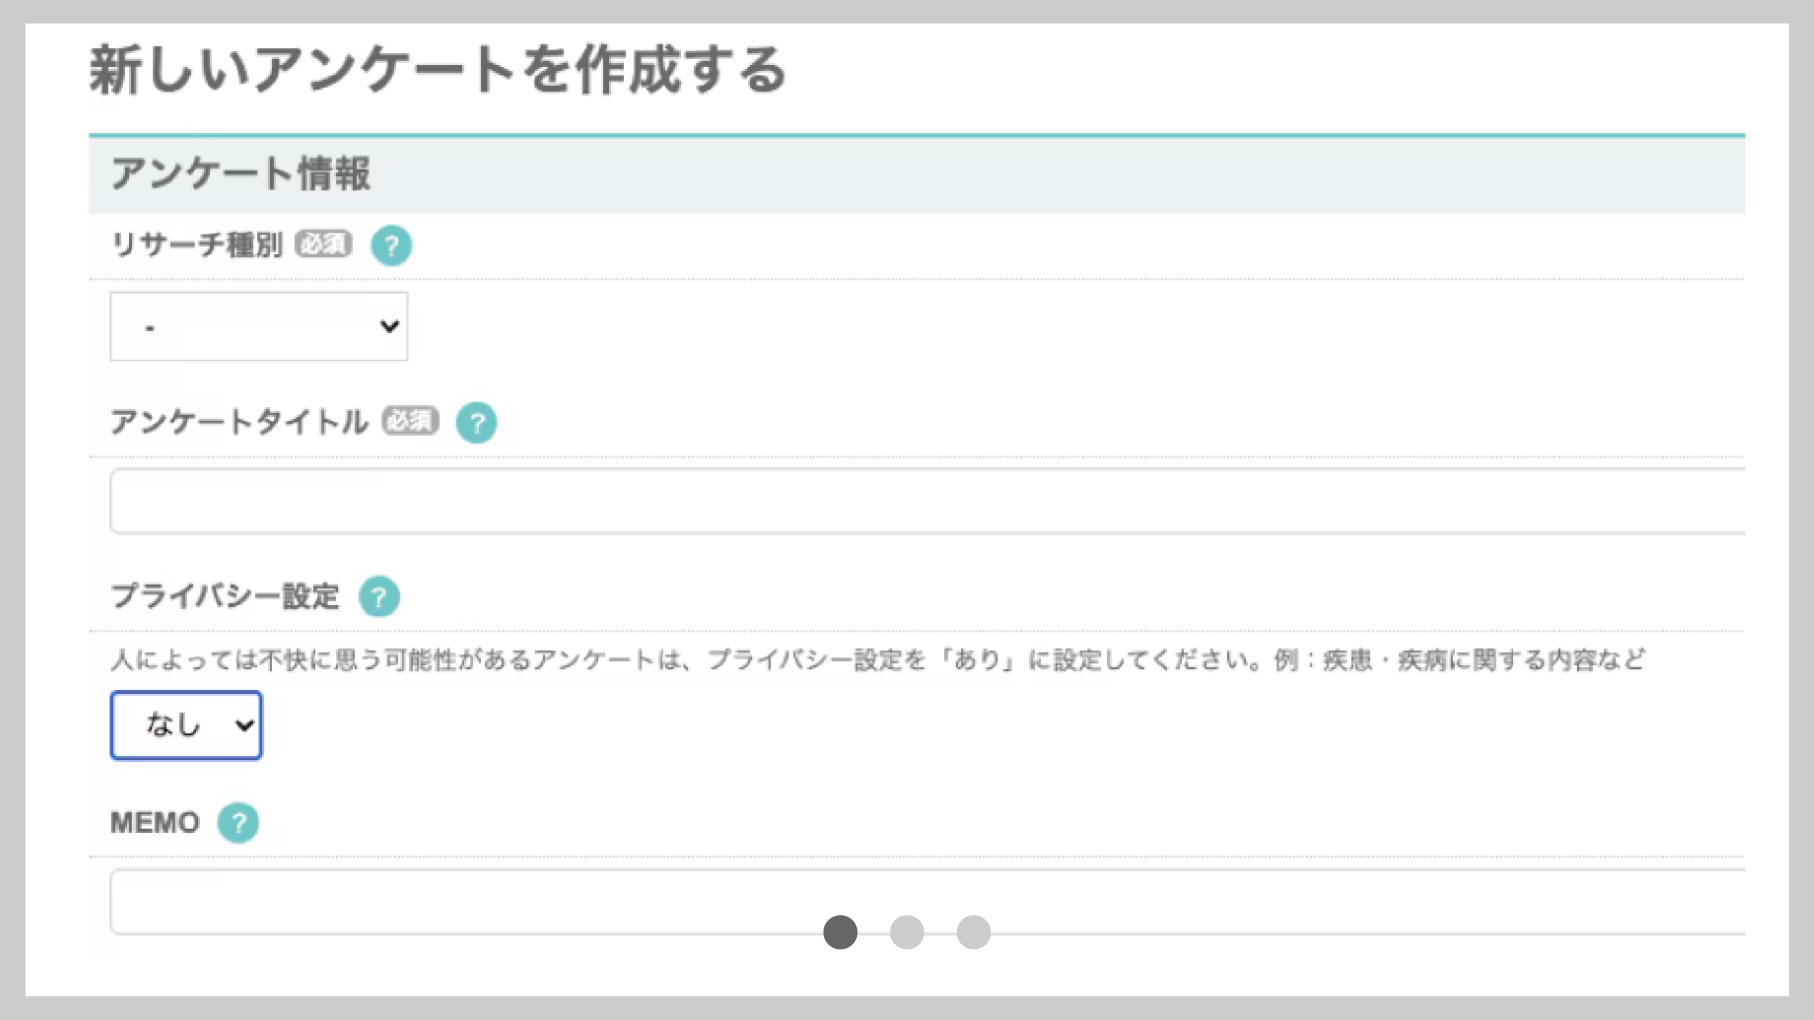 新しいアンケートを作成する
アンケート情報
リサーチ種別 必須 ?
-
アンケートタイトル 必須 ?
プライバシー設定 ?
人によっては不快に思う可能性があるアンケートは、プライバシー設定を「あり」に設定してください。例：疾患・疾病に関する内容など
なし
MEMO ?